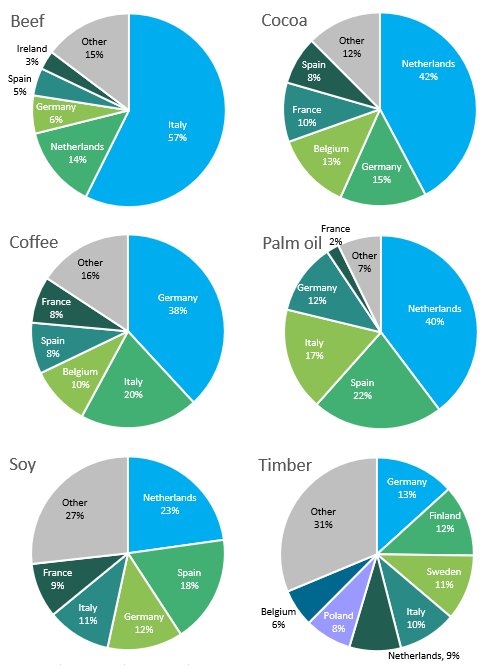 Beef
Other
15%
Ireland
3%
Spain
5%
Germany
6%
Netherlands
14%
Italy
57%
Cocoa
Other
12%
Spain
8%
France
10%
Belgium
13%
Germany
15%
Netherlands
42%
Coffee
Other
16%
France
8%
Spain
8%
Belgium
10%
Italy
20%
Germany
38%
Palm oil
France
2%
Other
7%
Germany
12%
Italy
17%
Spain
22%
Netherlands
40%
Soy
Other
27%
France
9%
Italy
11%
Germany
12%
Spain
18%
Netherlands
23%
Timber
Other
31%
Belgium
6%
Poland
8%
Netherlands, 9%
Italy
10%
Sweden
11%
Finland
12%
Germany
13%